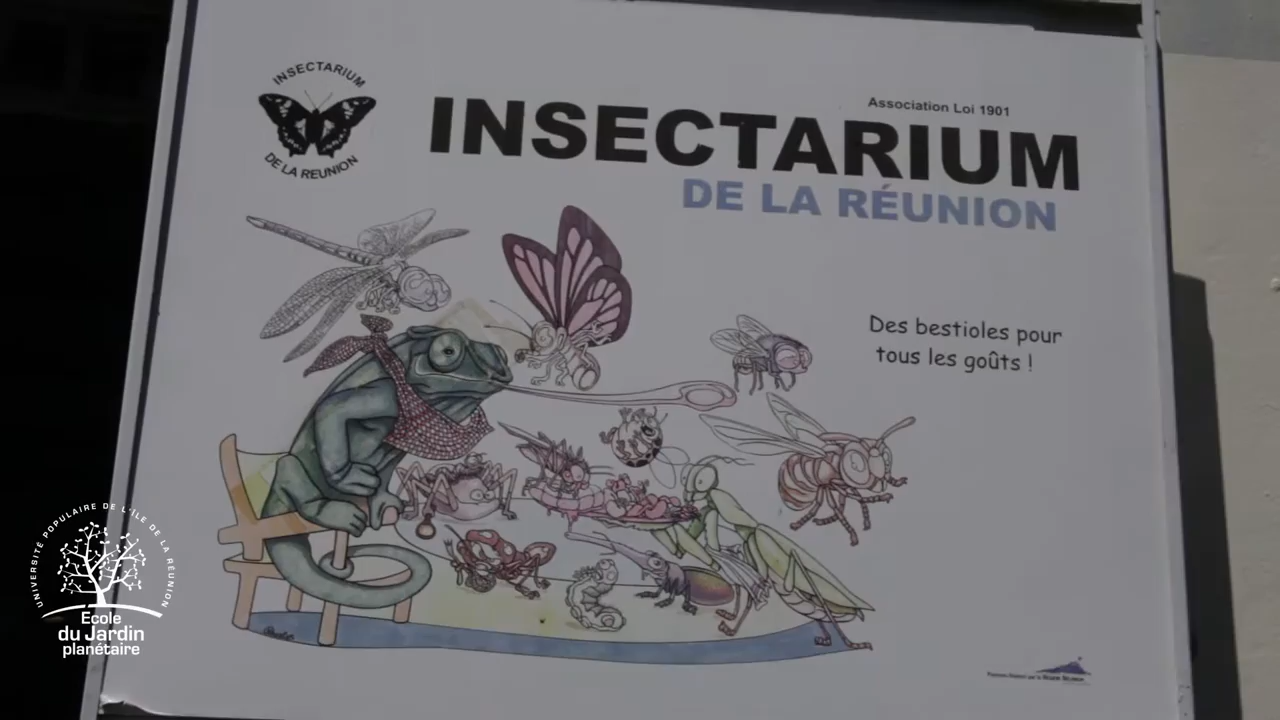 INSECTARIUM
DE LA REUNION
Association Loi 1901
INSECTARIUM
DE LA RÉUNION
Des bestioles pour
tous les goûts !
UNIVERSITÉ POPULAIRE DE L'ÎLE DE LA RÉUNION
Ecole
du Jardin
planétaire